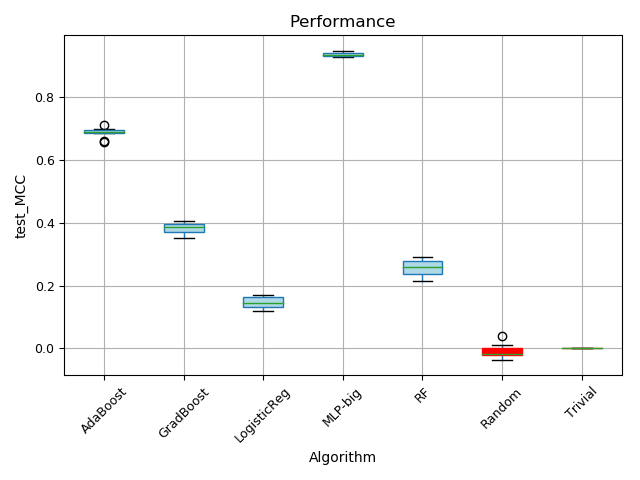 Performance
test_MCC
0.8
0.6
0.4
0.2
0.0
AdaBoost
GradBoost
LogisticReg
MLP-big
RF
Random
Trivial
Algorithm